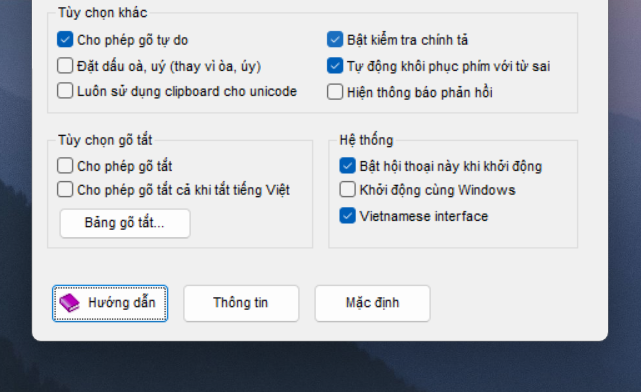 Tùy chọn khác
Cho phép gõ tự do
Bật kiểm tra chính tả
Đặt dấu oà, uý (thay vì òa, úy)
Tự động khôi phục phím với từ sai
Luôn sử dụng clipboard cho unicode
Hiện thông báo phản hồi
Tùy chọn gõ tắt
Hệ thống
Cho phép gõ tắt
Bật hội thoại này khi khởi động
Cho phép gõ tắt cả khi tắt tiếng Việt
Khởi động cùng Windows
Vietnamese interface
Bảng gõ tắt...
Hướng dẫn
Thông tin
Mặc định